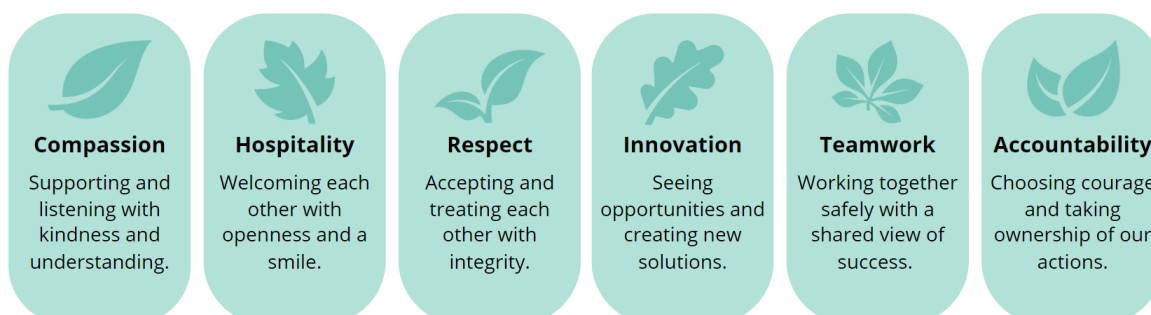 Compassion
Supporting and
listening with
kindness and
understanding.
Hospitality
Welcoming each
other with
openness and a
smile.
Respect
Accepting and
treating each
other with
integrity.
Innovation
Seeing
opportunities and
creating new
solutions.
Teamwork
Working together
safely with a
shared view of
success.
Accountability
Choosing courage
and taking
ownership of our
actions.